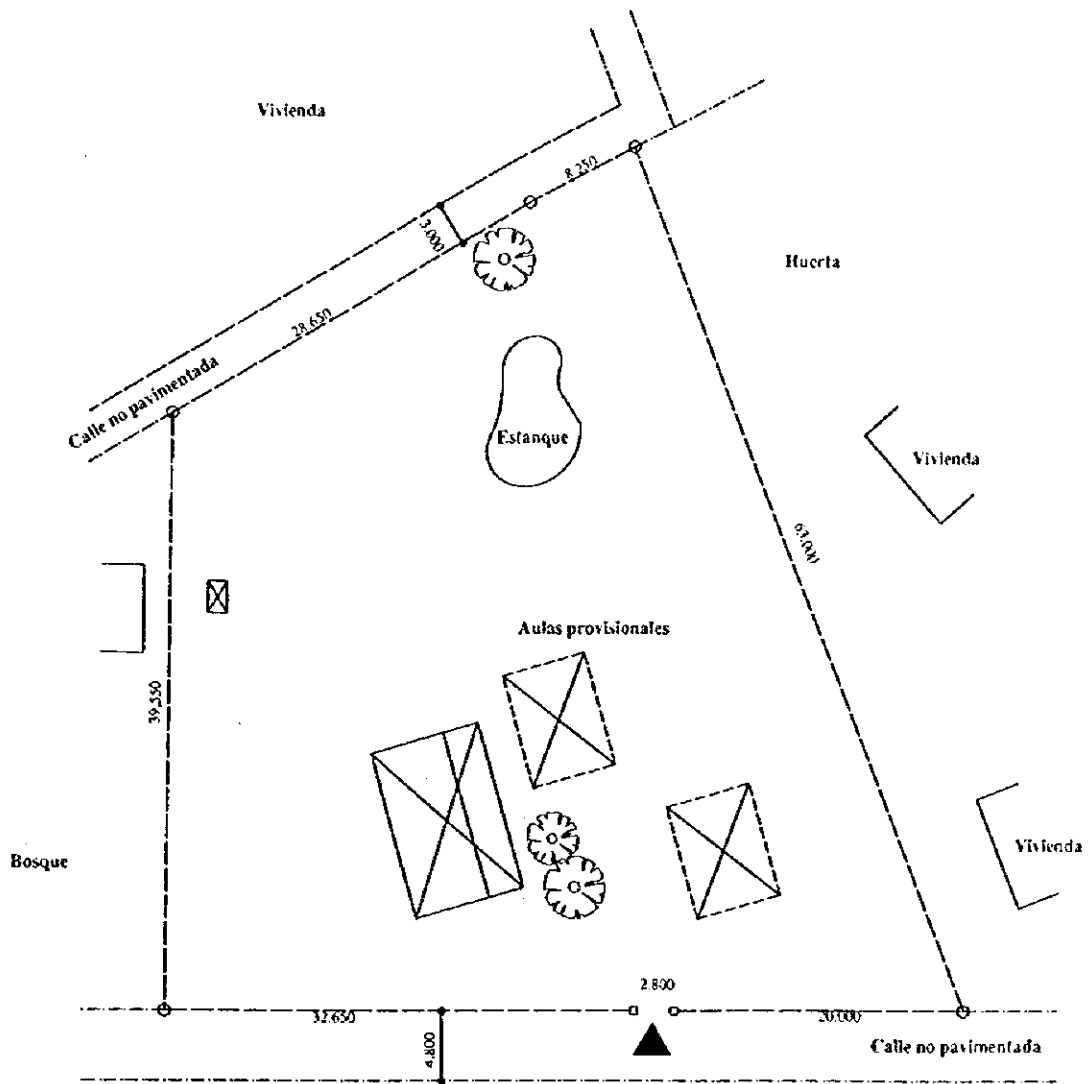 Vivienda
8.250
3.000
Huerta
28.650
Calle no pavimentada
Estanque
Vivienda
63.000
Aulas provisionales
39.550
Vivienda
Bosque
2.800
32.650
20.000
4.800
Calle no pavimentada